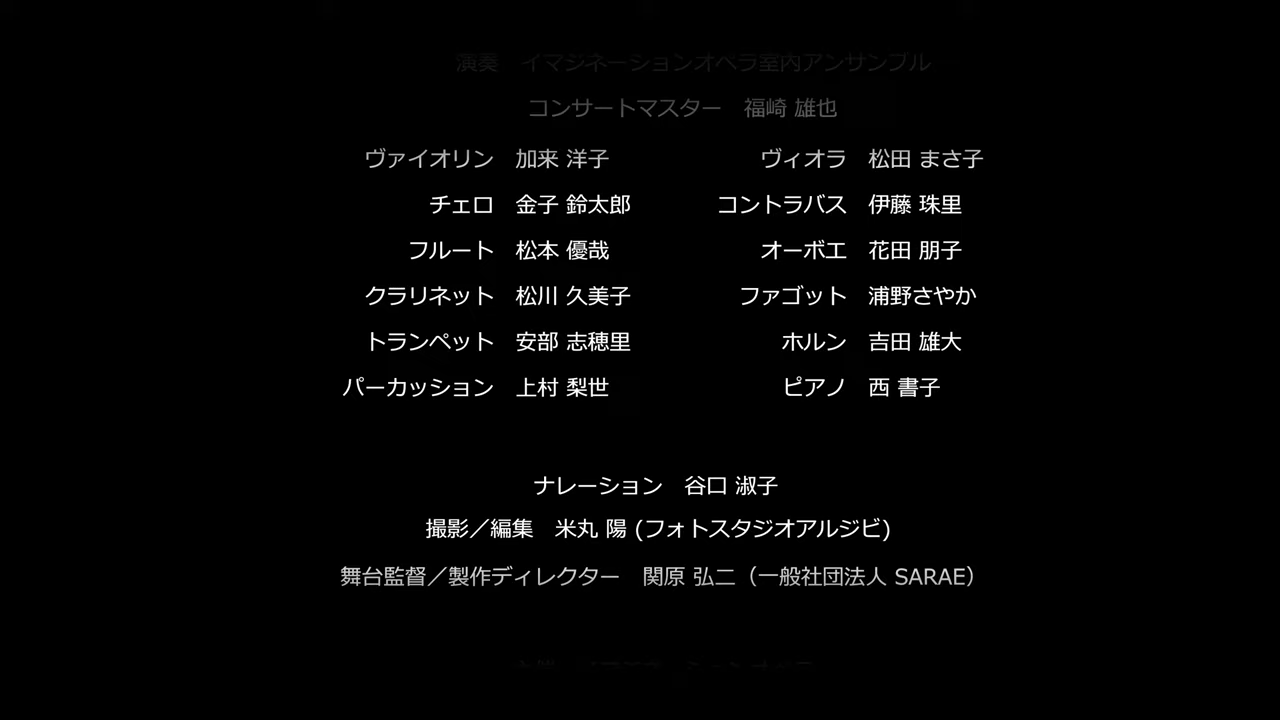 演奏　イマジネーションオペラ室内アンサンブル
コンサートマスター　福崎 雄也
ヴァイオリン　加来 洋子　ヴィオラ　松田 まさ子
チェロ　金子 鈴太郎　コントラバス　伊藤 珠里
フルート　松本 優哉　オーボエ　花田 朋子
クラリネット　松川 久美子　ファゴット　浦野さやか
トランペット　安部 志穂里　ホルン　吉田 雄大
パーカッション　上村 梨世　ピアノ　西 書子
ナレーション　谷口 淑子
撮影／編集　米丸 陽 (フォトスタジオアルジビ)
舞台監督／製作ディレクター　関原 弘二（一般社団法人 SARAE）